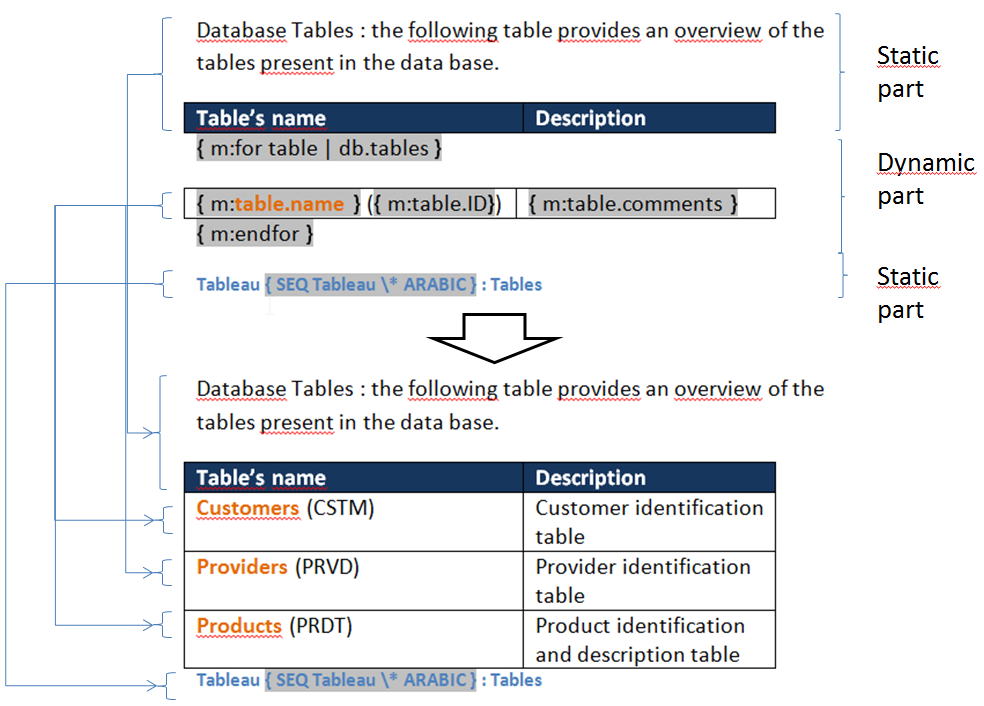 Database Tables : the following table provides an overview of the
tables present in the data base.
Static
part
Table's name Description
{ m:for table | db.tables }
Dynamic
part
{ m:table.name } ({ m:table.ID}) { m:table.comments }
{ m:endfor }
Tableau { SEQ Tableau \* ARABIC } : Tables
Static
part
Database Tables : the following table provides an overview of the
tables present in the data base.
Table's name Description
Customers (CSTM) Customer identification
table
Providers (PRVD) Provider identification
table
Products (PRDT) Product identification
and description table
Tableau { SEQ Tableau \* ARABIC } : Tables